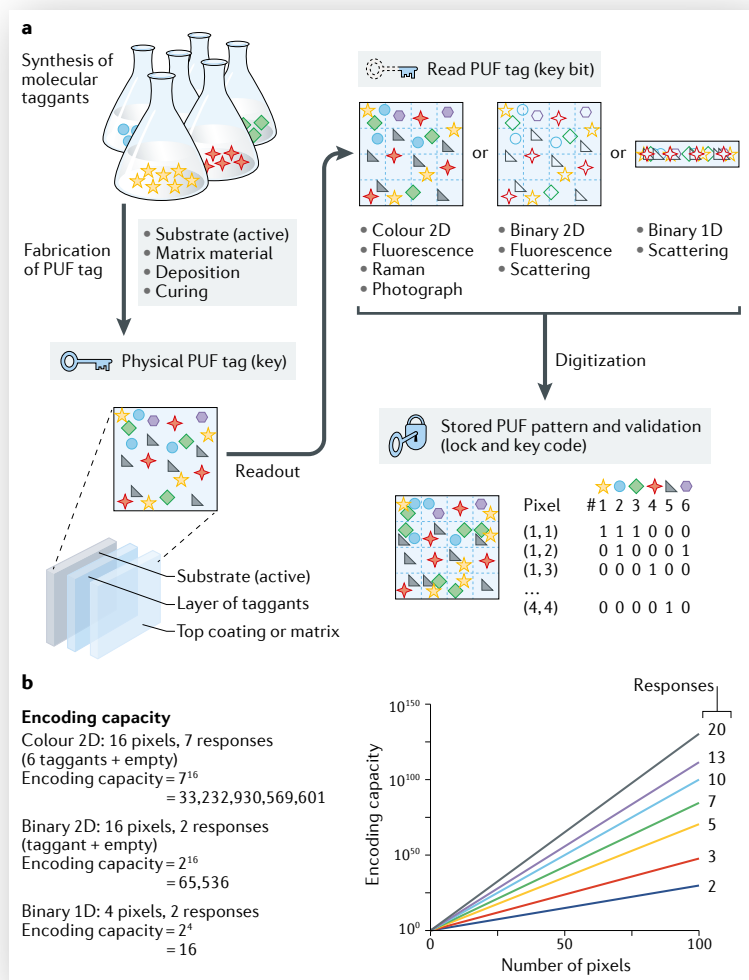 a
Synthesis of
molecular
taggants
Fabrication
of PUF tag
• Substrate (active)
• Matrix material
• Deposition
• Curing
Physical PUF tag (key)
Readout
Substrate (active)
Layer of taggants
Top coating or matrix
Read PUF tag (key bit)
or
or
• Colour 2D
• Fluorescence
• Raman
• Photograph
• Binary 2D
• Fluorescence
• Scattering
• Binary 1D
• Scattering
Digitization
Stored PUF pattern and validation
(lock and key code)
Pixel # 1 2 3 4 5 6
(1,1) 1 1 1 0 0 0
(1,2) 0 1 0 0 0 1
(1,3) 0 0 0 1 0 0
...
(4,4) 0 0 0 0 1 0
b
Encoding capacity
Colour 2D: 16 pixels, 7 responses
(6 taggants + empty)
Encoding capacity = 7¹⁶
= 33,232,930,569,601
Binary 2D: 16 pixels, 2 responses
(taggant + empty)
Encoding capacity = 2¹⁶
= 65,536
Binary 1D: 4 pixels, 2 responses
Encoding capacity = 2⁴
= 16
Responses
Encoding capacity
10¹⁵⁰
10¹⁰⁰
10⁵⁰
10⁰
20
13
10
7
5
3
2
0 50 100
Number of pixels